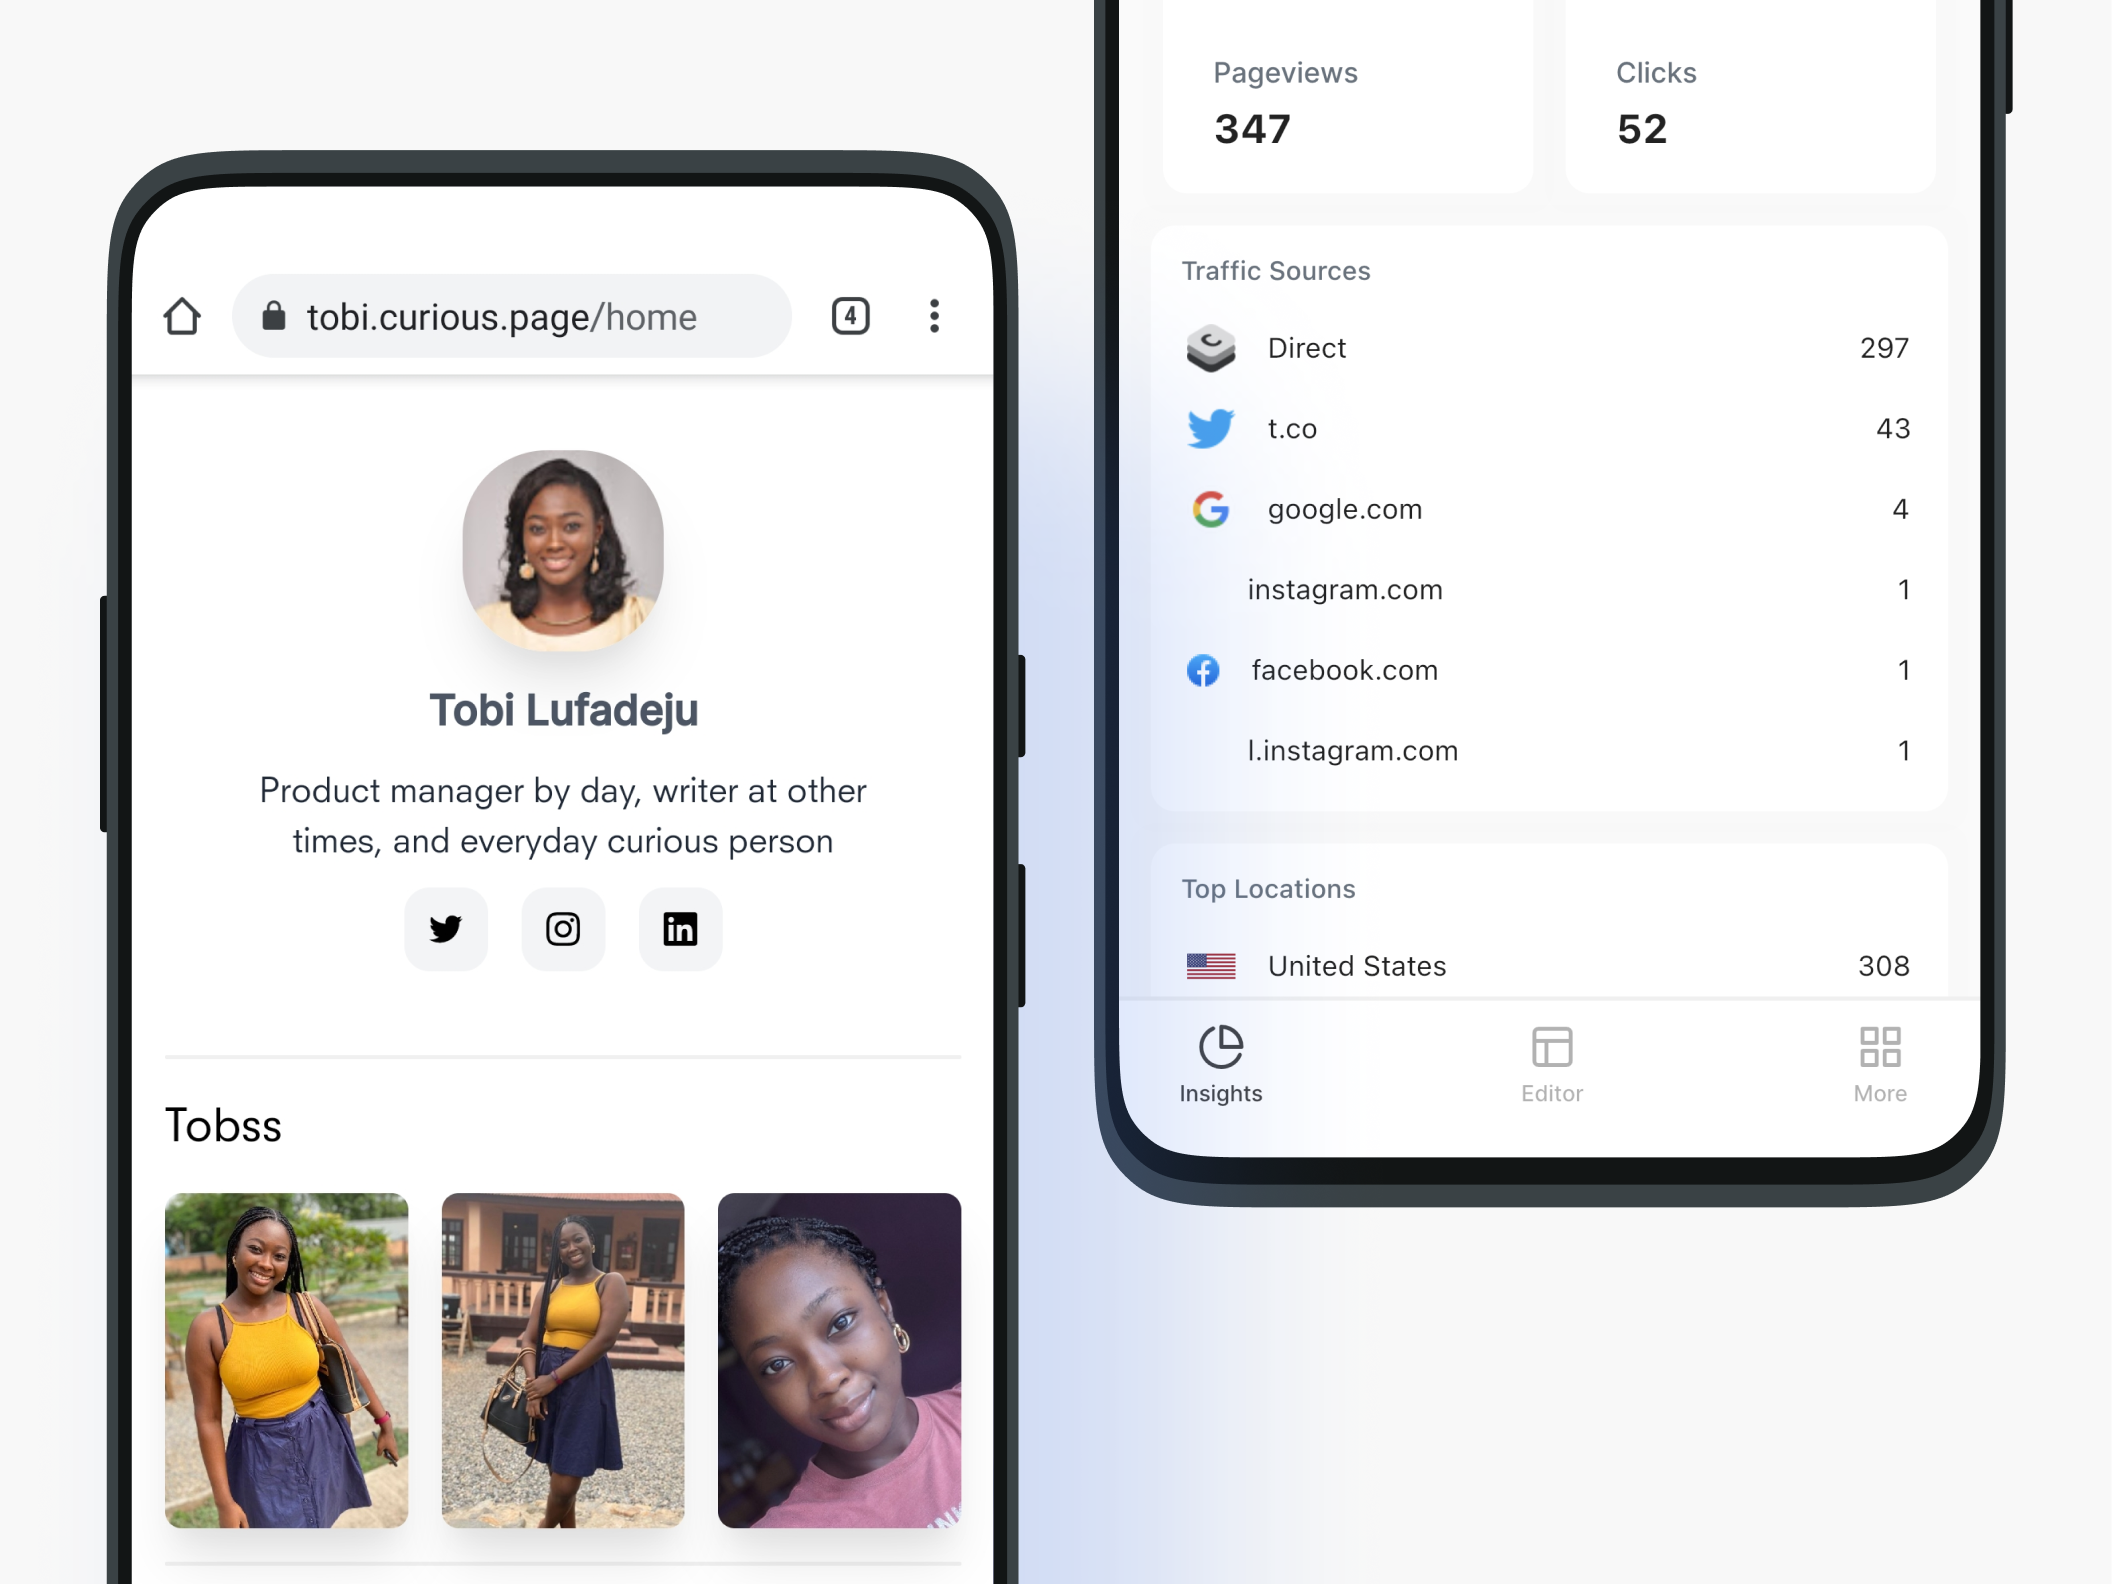 4
tobi.curious.page/home
Tobi Lufadeju
Product manager by day, writer at other
times, and everyday curious person
in
Tobss
Pageviews
347
Clicks
52
Traffic Sources
Direct
297
t.co
43
google.com
4
instagram.com
1
facebook.com
1
l.instagram.com
1
Top Locations
United States
308
Insights
Editor
More